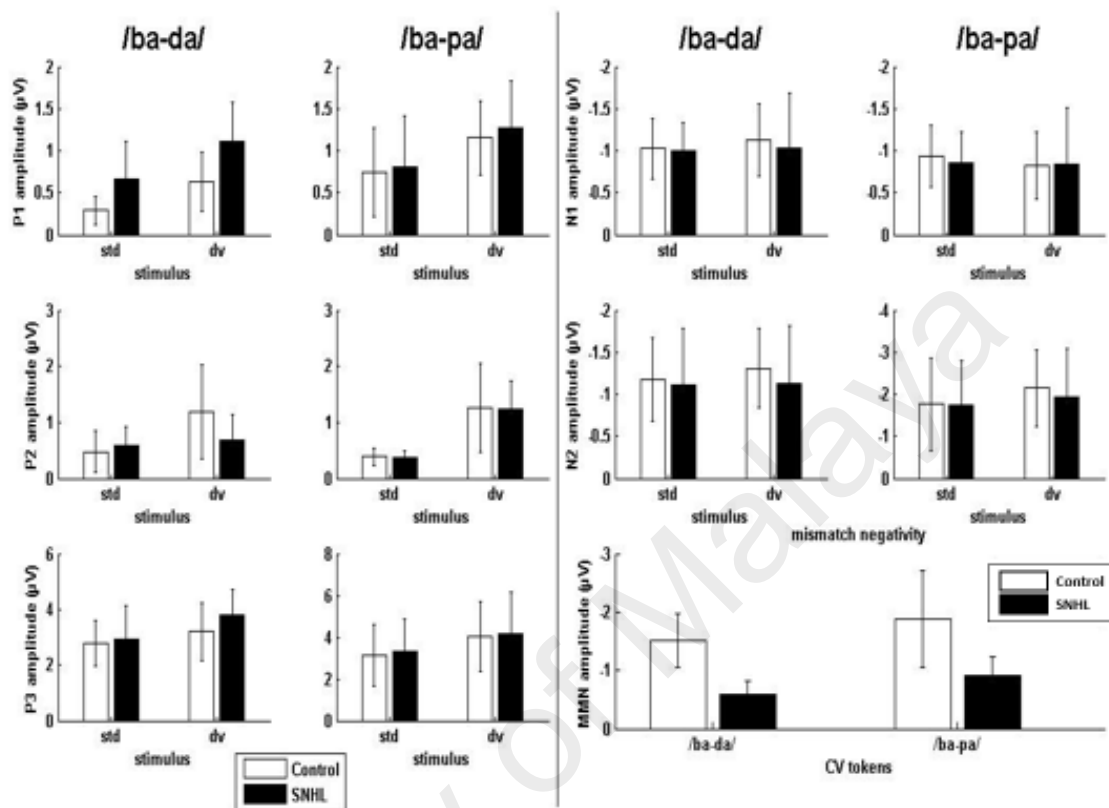 /ba-da/
/ba-pa/
/ba-da/
/ba-pa/
P1 amplitude (µV)
2
1.5
1
0.5
0
std
dv
stimulus
2
1.5
1
0.5
0
std
dv
stimulus
N1 amplitude (µV)
-2
-1.5
-1
-0.5
0
std
dv
stimulus
-2
-1.5
-1
-0.5
0
std
dv
stimulus
P2 amplitude (µV)
3
2
1
0
std
dv
stimulus
3
2
1
0
std
dv
stimulus
N2 amplitude (µV)
-2
-1.5
-1
-0.5
0
std
dv
stimulus
-4
-3
-2
-1
0
std
dv
stimulus
P3 amplitude (µV)
6
4
2
0
std
dv
stimulus
8
6
4
2
0
std
dv
stimulus
Control
SNHL
mismatch negativity
MMN amplitude (µV)
-3
-2
-1
0
/ba-da/
/ba-pa/
CV tokens
Control
SNHL
of Malaya